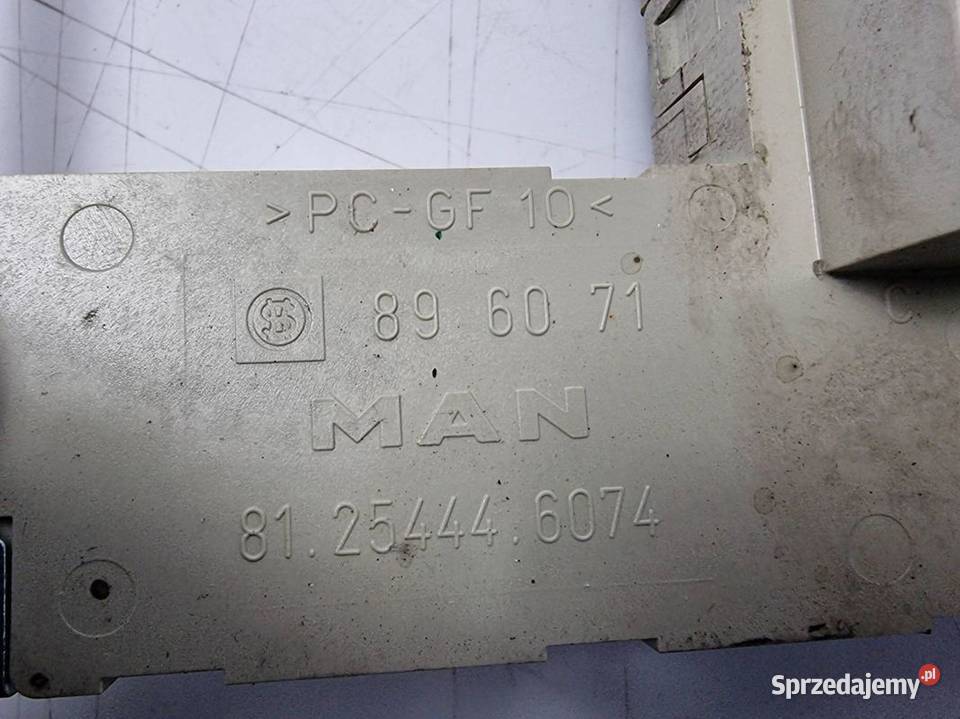 >PC-GF 10<
89 60 71
MAN
81.25444.6074
C
Sprzedajemy.pl